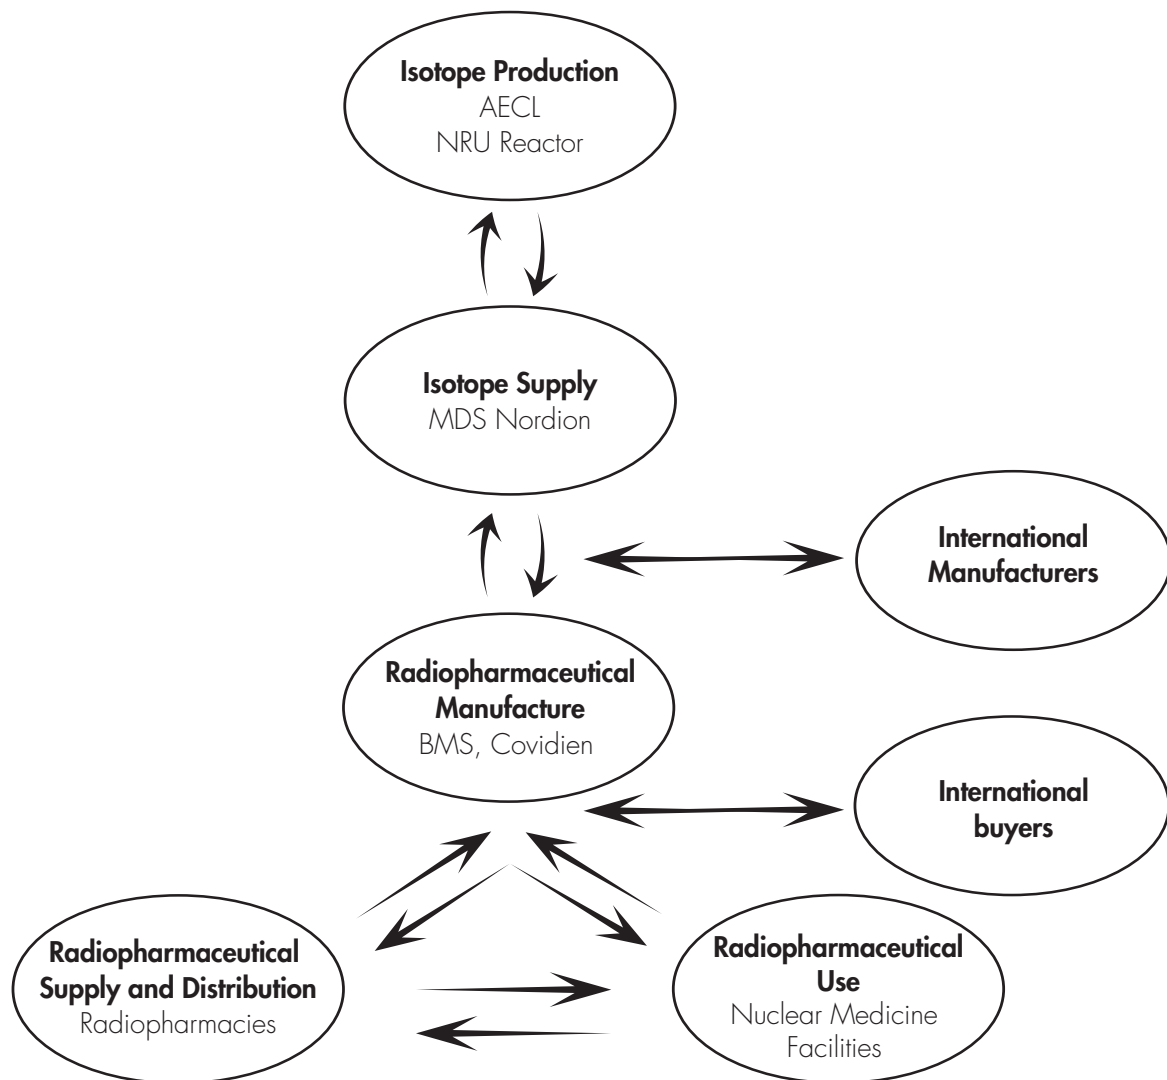 Isotope Production
AECL
NRU Reactor
Isotope Supply
MDS Nordion
International
Manufacturers
Radiopharmaceutical
Manufacture
BMS, Covidien
International
buyers
Radiopharmaceutical
Supply and Distribution
Radiopharmacies
Radiopharmaceutical
Use
Nuclear Medicine
Facilities